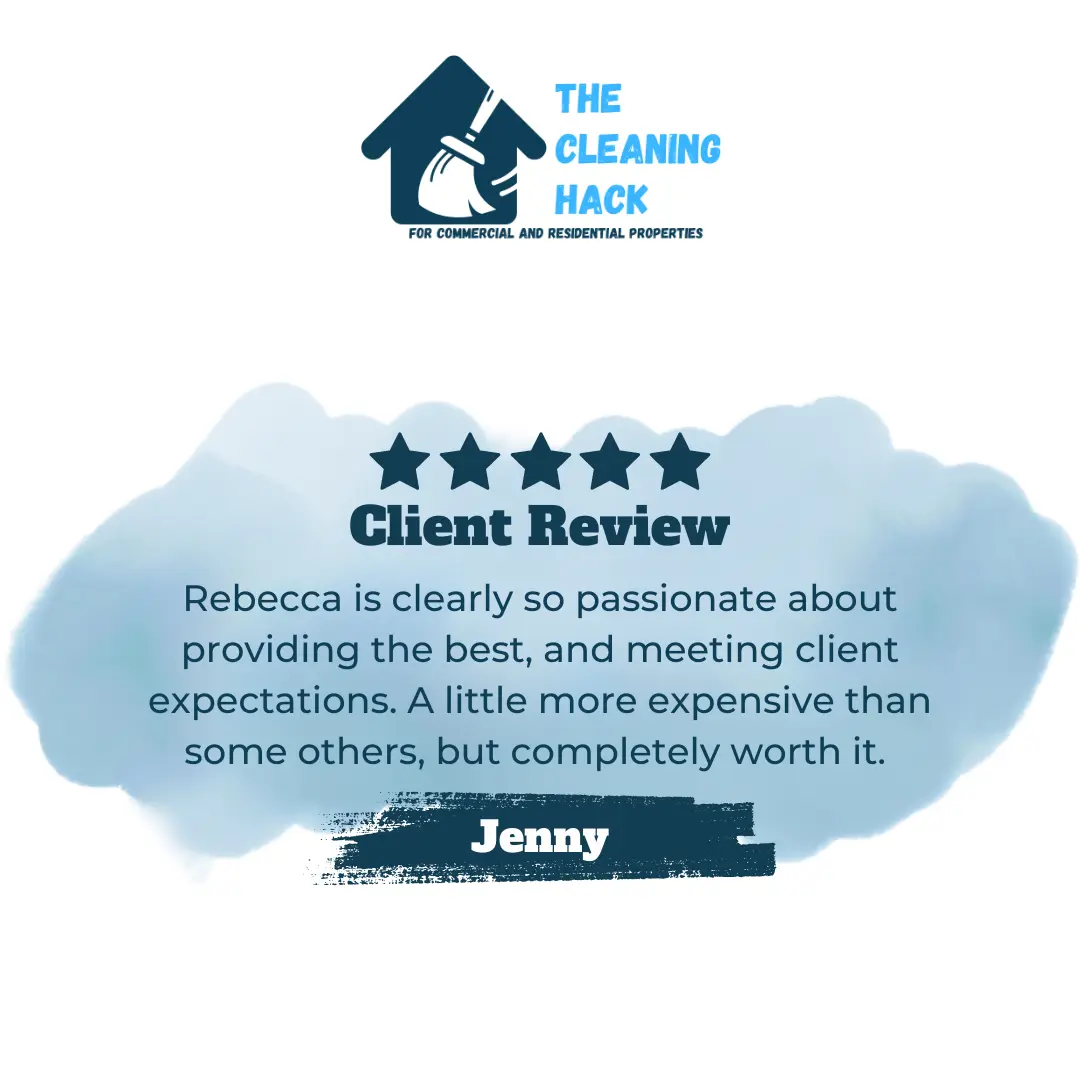 THE
CLEANING
HACK
FOR COMMERCIAL AND RESIDENTIAL PROPERTIES
Client Review
Rebecca is clearly so passionate about
providing the best, and meeting client
expectations. A little more expensive than
some others, but completely worth it.
Jenny